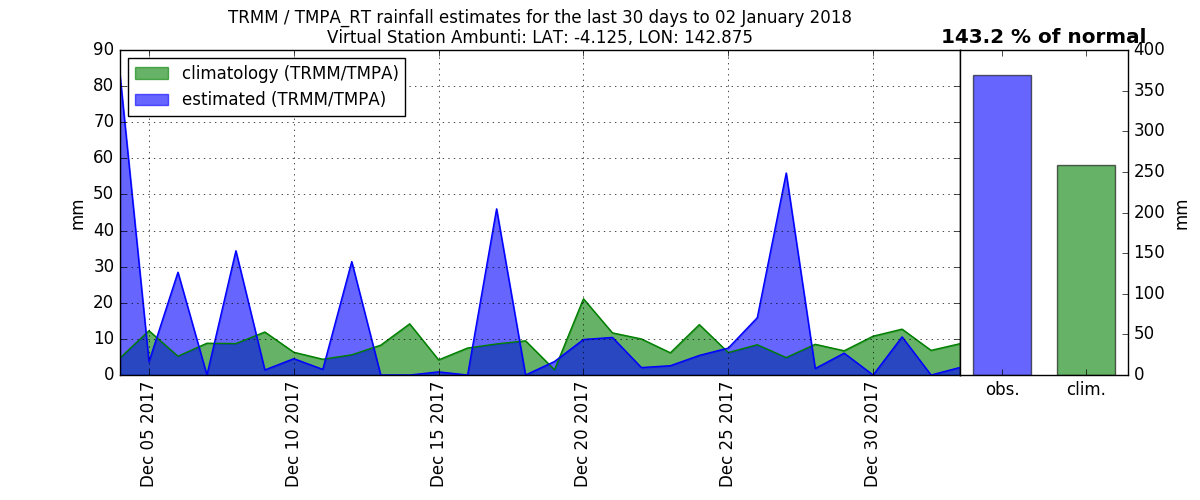 TRMM / TMPA_RT rainfall estimates for the last 30 days to 02 January 2018
Virtual Station Ambunti: LAT: -4.125, LON: 142.875
143.2 % of normal
climatology (TRMM/TMPA)
estimated (TRMM/TMPA)
90
80
70
60
50
40
30
20
10
0
mm
Dec 05 2017
Dec 10 2017
Dec 15 2017
Dec 20 2017
Dec 25 2017
Dec 30 2017
400
350
300
250
200
150
100
50
0
mm
obs.
clim.